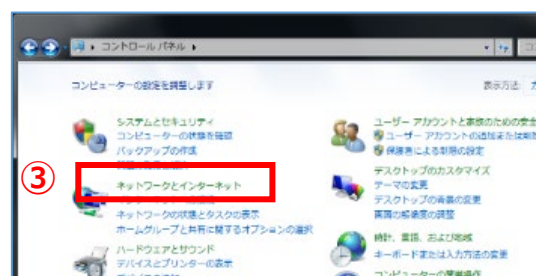 コントロール パネル
コンピューターの設定を調整します
表示方法:
システムとセキュリティ
コンピューターの状態を確認
バックアップの作成
③
ネットワークとインターネット
ネットワークの状態とタスクの表示
ホームグループと共有に関するオプションの選択
ハードウェアとサウンド
デバイスとプリンターの表示
ユーザー アカウントと家族のための安全
ユーザー アカウントの追加または削除
保護者による制限の設定
デスクトップのカスタマイズ
テーマの変更
デスクトップの背景の変更
画面の解像度の調整
時計、言語、および地域
キーボードまたは入力方法の変更
コンピューターの簡単操作